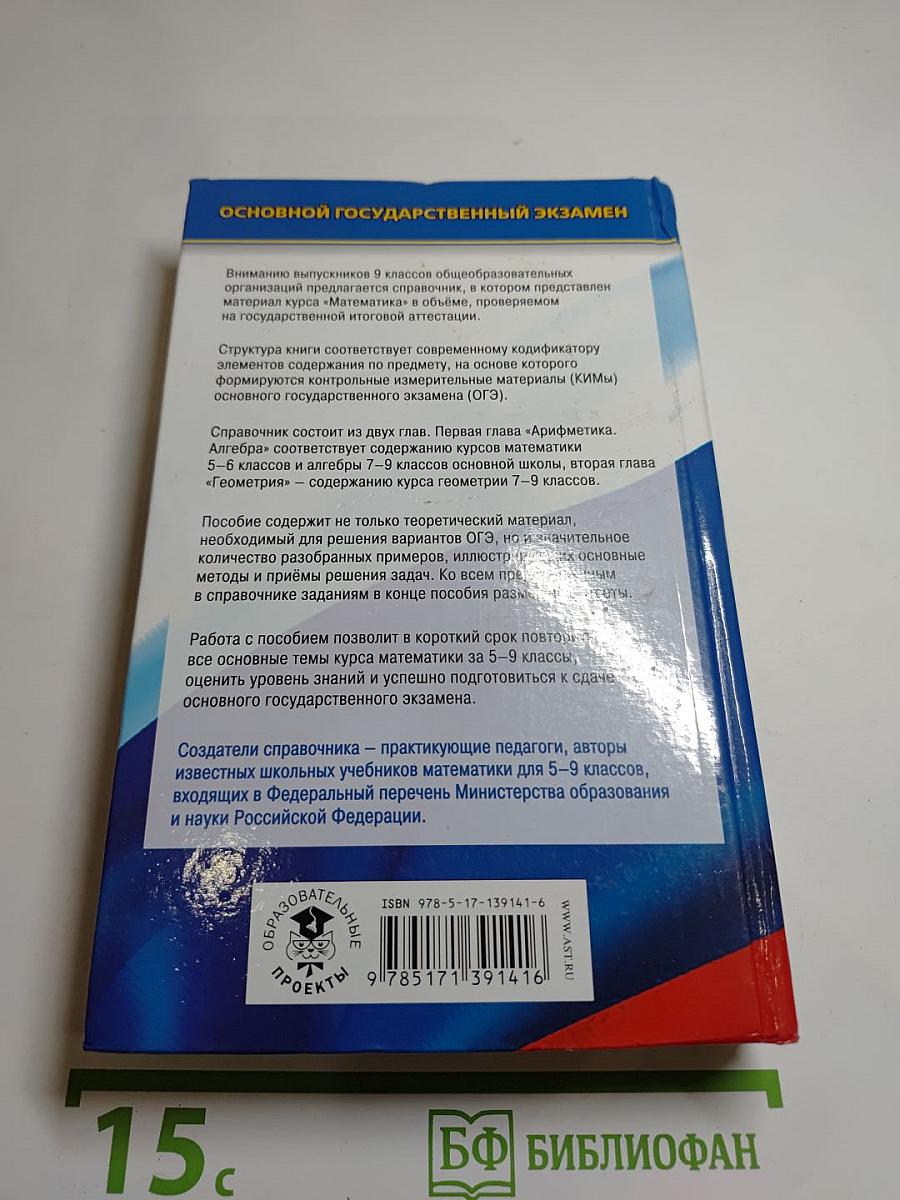 ОСНОВНОЙ ГОСУДАРСТВЕННЫЙ ЭКЗАМЕН
Вниманию выпускников 9 классов общеобразовательных
организаций предлагается справочник, в котором представлен
материал курса «Математика» в объёме, проверяемом
на государственной итоговой аттестации.
Структура книги соответствует современному кодификатору
элементов содержания по предмету, на основе которого
формируются контрольные измерительные материалы (КИМы)
основного государственного экзамена (ОГЭ).
Справочник состоит из двух глав. Первая глава «Арифметика.
Алгебра» соответствует содержанию курсов математики
5–6 классов и алгебры 7–9 классов основной школы, вторая глава
«Геометрия» – содержанию курса геометрии 7–9 классов.
Пособие содержит не только теоретический материал,
необходимый для решения вариантов ОГЭ, но и значительное
количество разобранных примеров, основные
методы и приёмы решения задач. Ко всем
в справочнике заданиям в конце пособия
Работа с пособием позволит в короткий срок
все основные темы курса математики за 5–9 классы,
оценить уровень знаний и успешно подготовиться к сдаче
основного государственного экзамена.
Создатели справочника – практикующие педагоги, авторы
известных школьных учебников математики для 5–9 классов,
входящих в Федеральный перечень Министерства образования
и науки Российской Федерации.
ОБРАЗОВАТЕЛЬНЫЕ
ПРОЕКТЫ
ISBN 978-5-17-139141-6
9 785171 391416
WWW.AST.RU
15 с
БФ БИБЛИОФАН